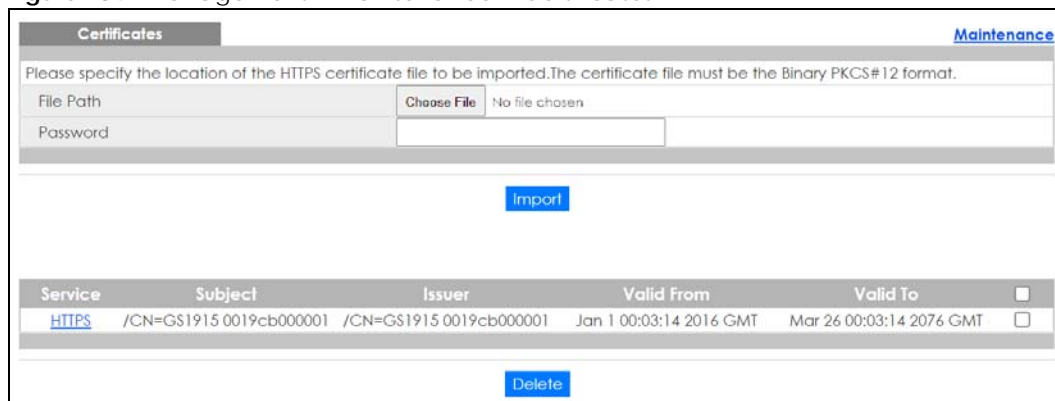 Certificates Maintenance
Please specify the location of the HTTPS certificate file to be imported.The certificate file must be the Binary PKCS#12 format.
File Path Choose File No file chosen
Password
Import
Service Subject Issuer Valid From Valid To
HTTPS /CN=GS1915 0019cb000001 /CN=GS1915 0019cb000001 Jan 1 00:03:14 2016 GMT Mar 26 00:03:14 2076 GMT
Delete